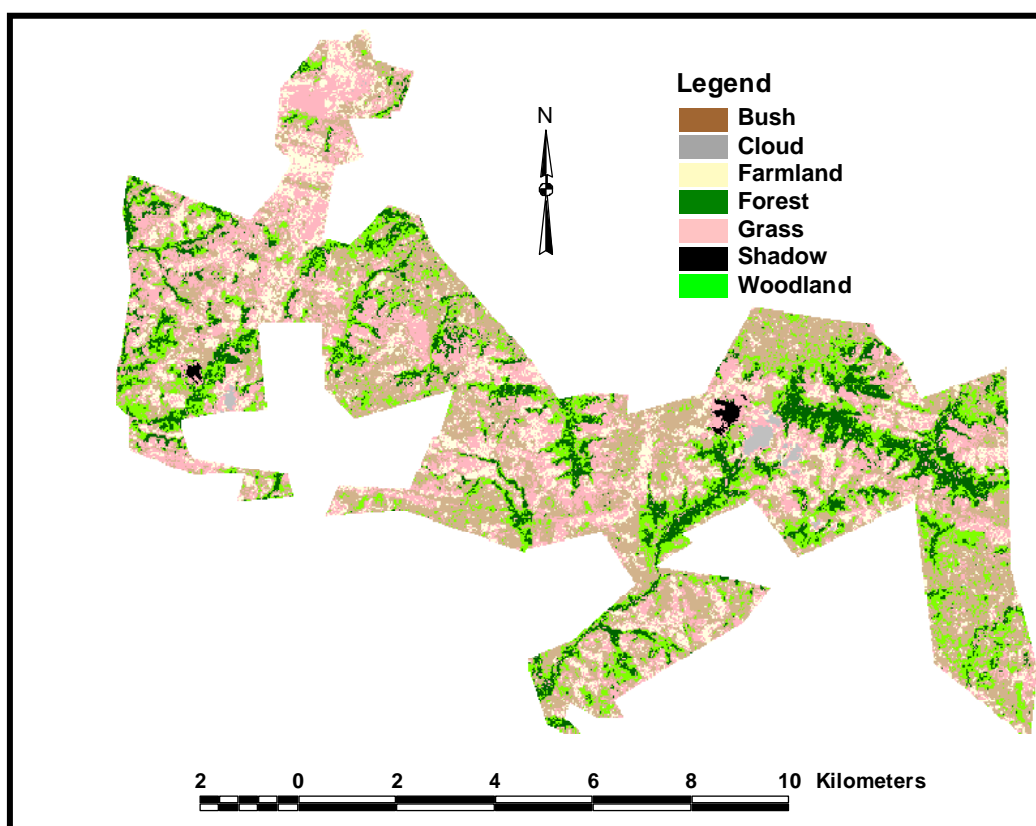 Legend
N
Bush
Cloud
Farmland
Forest
Grass
Shadow
Woodland
2 0 2 4 6 8 10 Kilometers